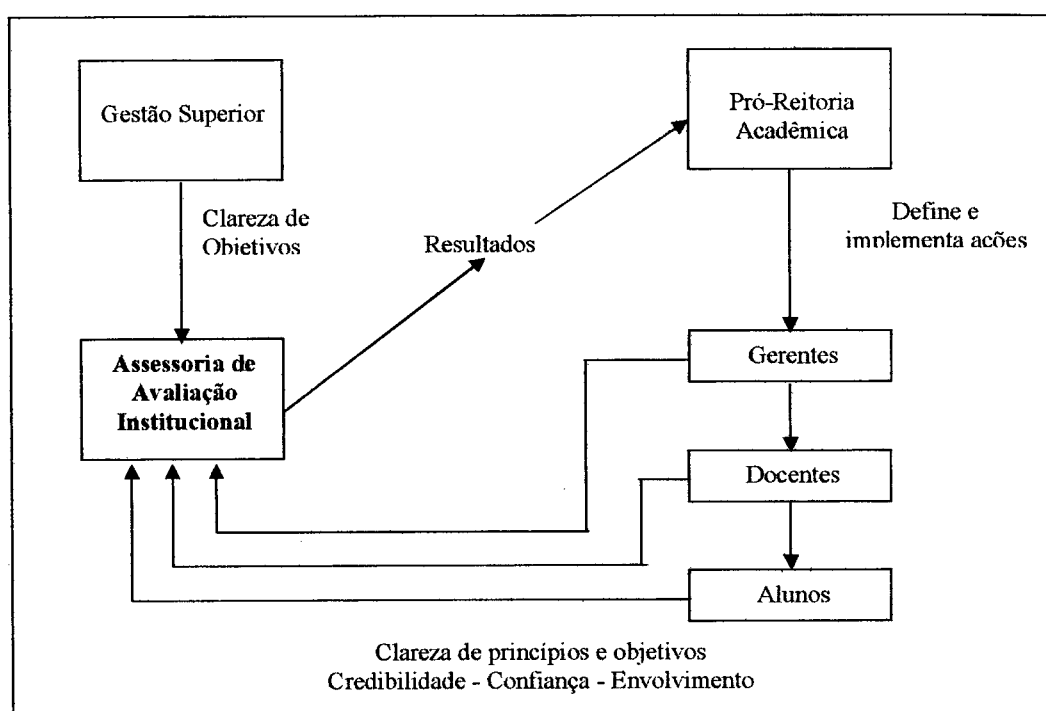 Gestão Superior
Pró-Reitoria
Acadêmica
Clareza de
Objetivos
Resultados
Define e
implementa ações
Assessoria de
Avaliação
Institucional
Gerentes
Docentes
Alunos
Clareza de princípios e objetivos
Credibilidade - Confiança - Envolvimento